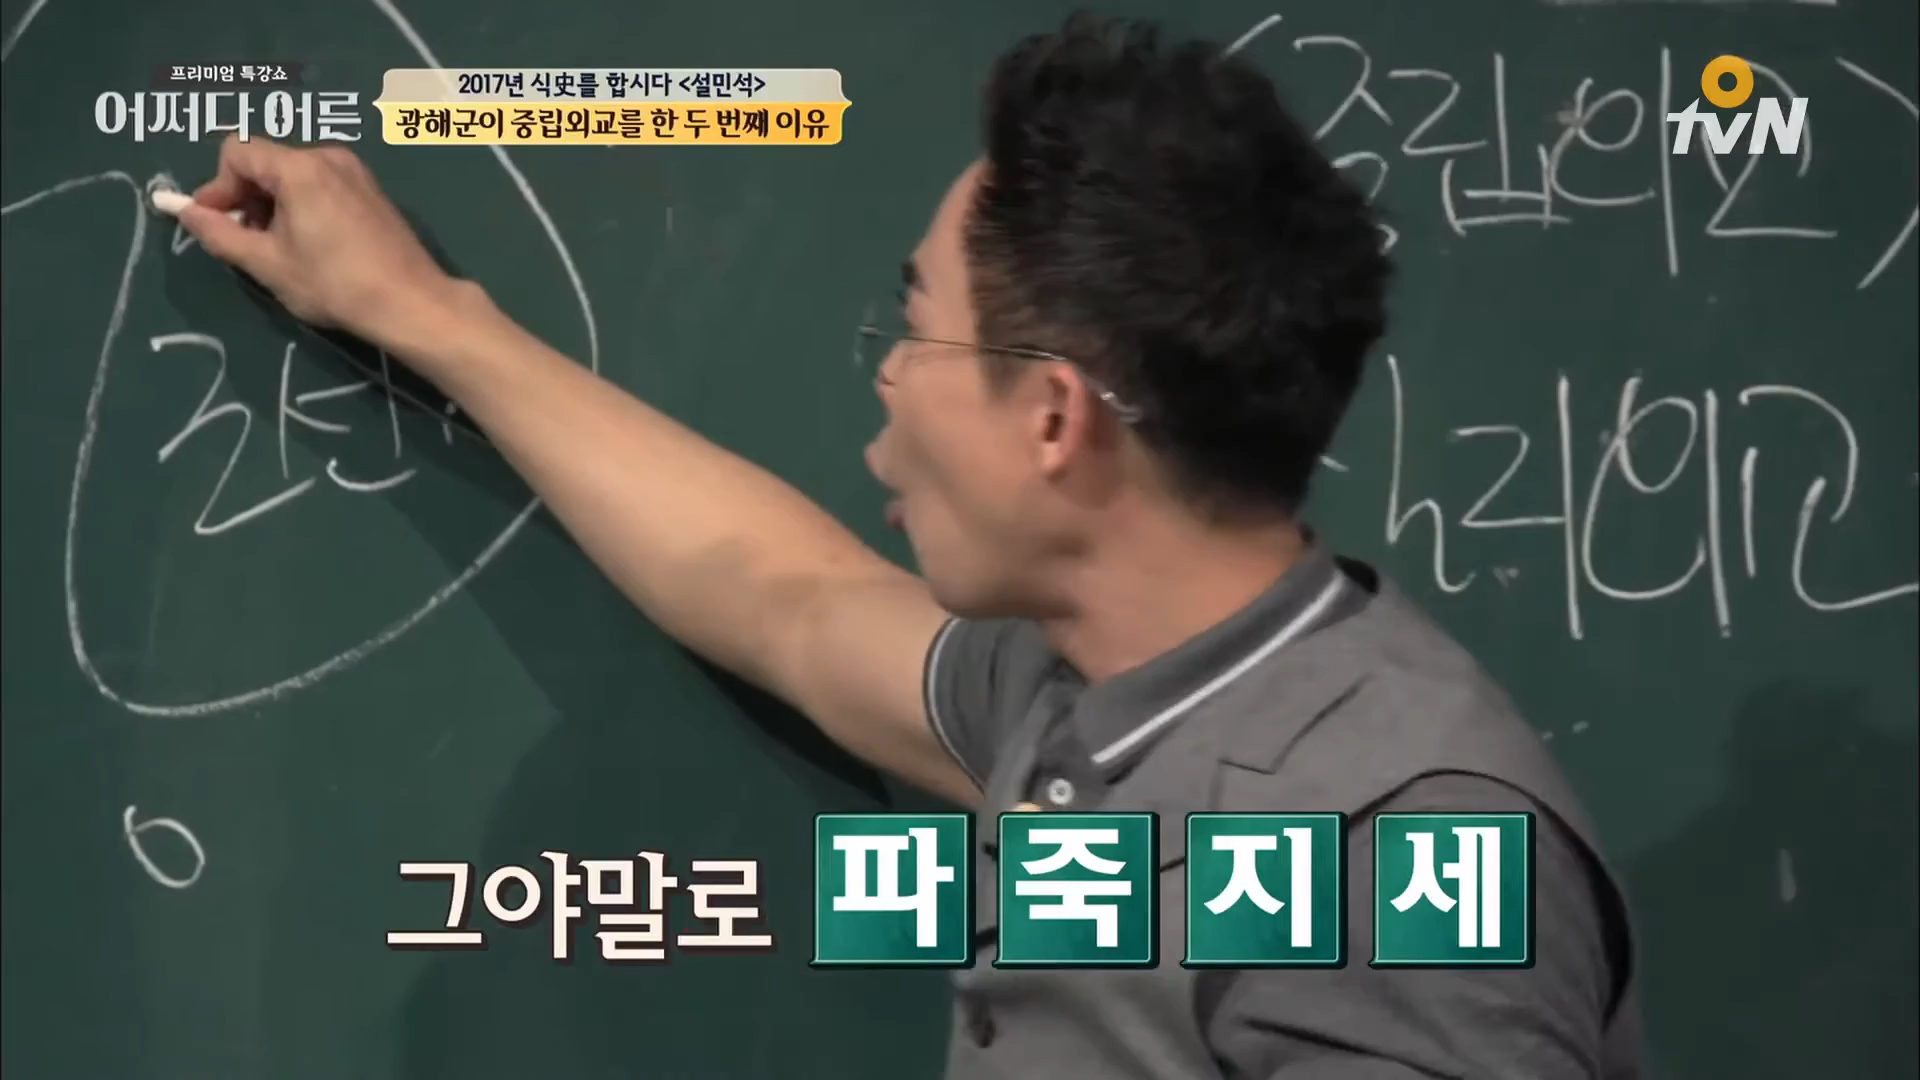 프리미엄 특강쇼
어쩌다 어른
2017년 식史를 합시다 <설민석>
광해군이 중립외교를 한 두 번째 이유
tvN
(중립외교)
실리외교
조선
그야말로 파죽지세